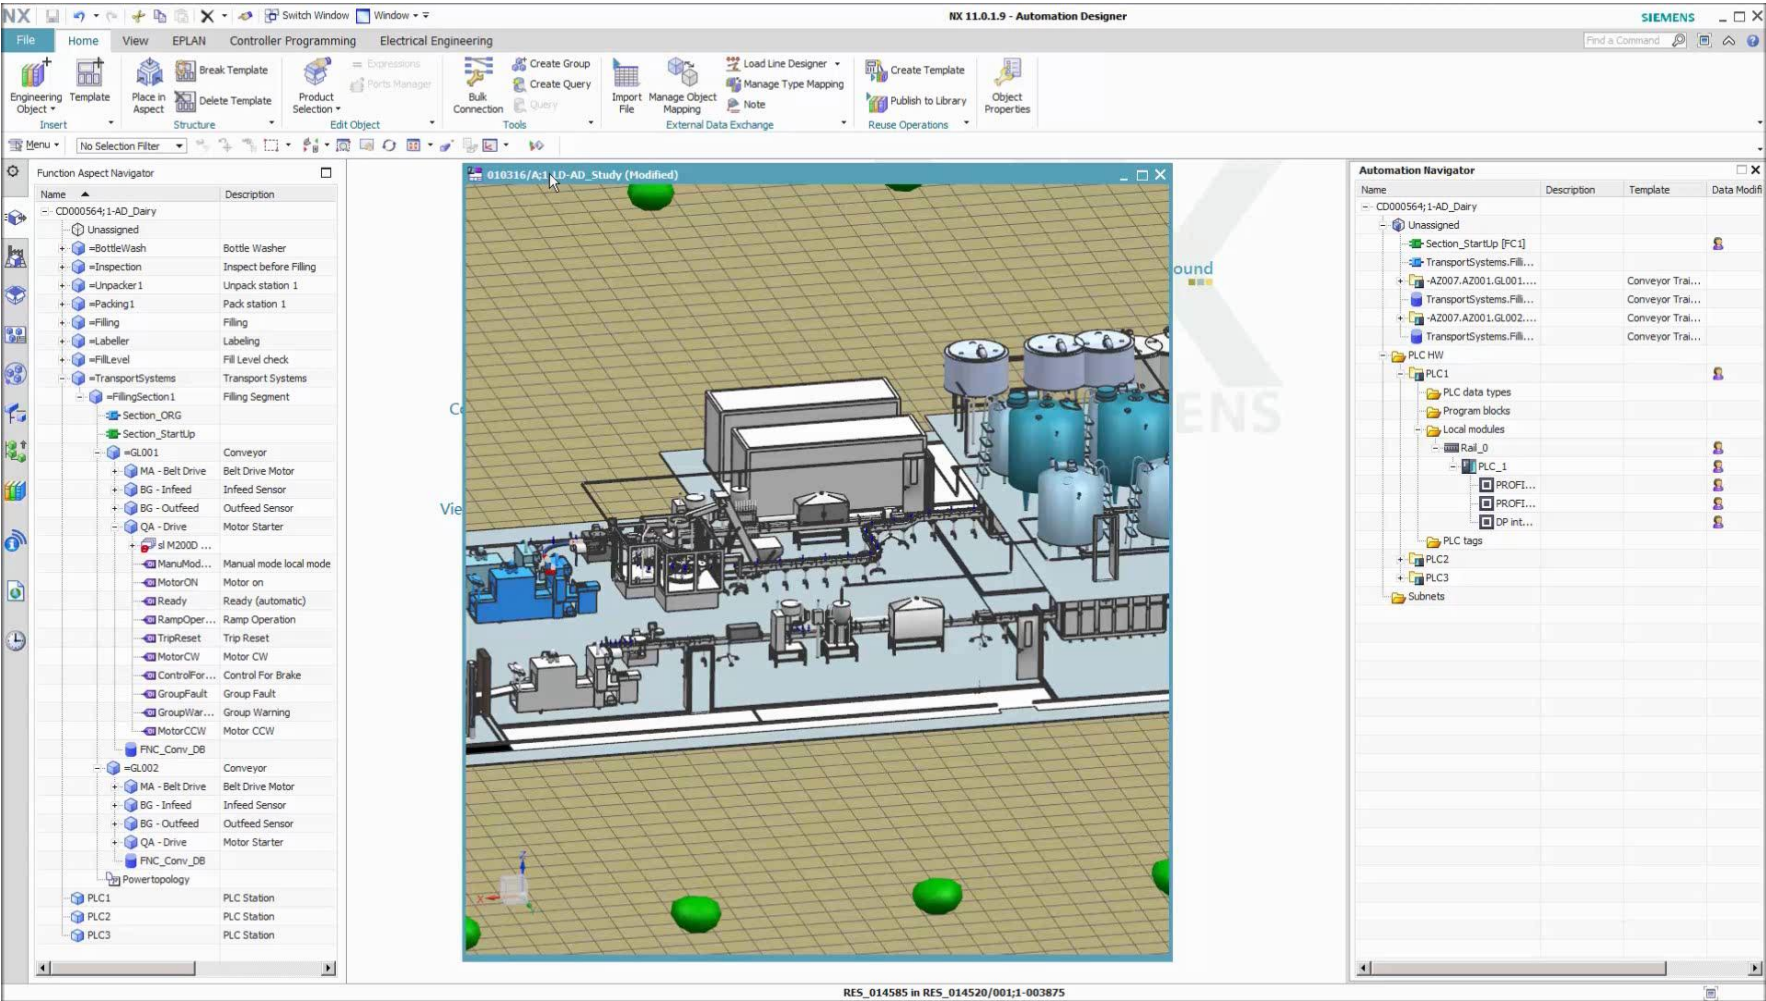 NX
Switch Window
Window
NX 11.0.1.9 - Automation Designer
SIEMENS
File
Home
View
EPLAN
Controller Programming
Electrical Engineering
Find a Command
Engineering Object
Template
Place in Aspect
Break Template
Delete Template
Product Selection
Expressions
Ports Manager
Bulk Connection
Create Group
Create Query
Query
Import File
Manage Object Mapping
Load Line Designer
Manage Type Mapping
Note
Create Template
Publish to Library
Object Properties
Insert
Structure
Edit Object
Tools
External Data Exchange
Reuse Operations
Menu
No Selection Filter
Function Aspect Navigator
Name Description
CD000564;1-AD_Dairy
Unassigned
=BottleWash Bottle Washer
=Inspection Inspect before Filling
=Unpacker1 Unpack station 1
=Packing1 Pack station 1
=Filling Filling
=Labeller Labeling
=FillLevel Fill Level check
=TransportSystems Transport Systems
=FillingSection1 Filling Segment
Section_ORG
Section_StartUp
=GL001 Conveyor
MA - Belt Drive Belt Drive Motor
BG - Infeed Infeed Sensor
BG - Outfeed Outfeed Sensor
QA - Drive Motor Starter
sl M200D ...
ManuMod... Manual mode local mode
MotorON Motor on
Ready Ready (automatic)
RampOper... Ramp Operation
TripReset Trip Reset
MotorCW Motor CW
ControlFor... Control For Brake
GroupFault Group Fault
GroupWar... Group Warning
MotorCCW Motor CCW
FNC_Conv_DB
=GL002 Conveyor
MA - Belt Drive Belt Drive Motor
BG - Infeed Infeed Sensor
BG - Outfeed Outfeed Sensor
QA - Drive Motor Starter
FNC_Conv_DB
Powertopology
PLC1 PLC Station
PLC2 PLC Station
PLC3 PLC Station
010316/A;1-LD-AD_Study (Modified)
ound
ENS
Vie
X
Z
Automation Navigator
Name Description Template Data Modifi
CD000564;1-AD_Dairy
Unassigned
Section_StartUp [FC1]
TransportSystems.Filli...
-AZ007.AZ001.GL001.... Conveyor Trai...
TransportSystems.Filli... Conveyor Trai...
-AZ007.AZ001.GL002.... Conveyor Trai...
TransportSystems.Filli... Conveyor Trai...
PLC HW
PLC1
PLC data types
Program blocks
Local modules
Rail_0
PLC_1
PROFI...
PROFI...
DP int...
PLC tags
PLC2
PLC3
Subnets
RES_014585 in RES_014520/001;1-003875